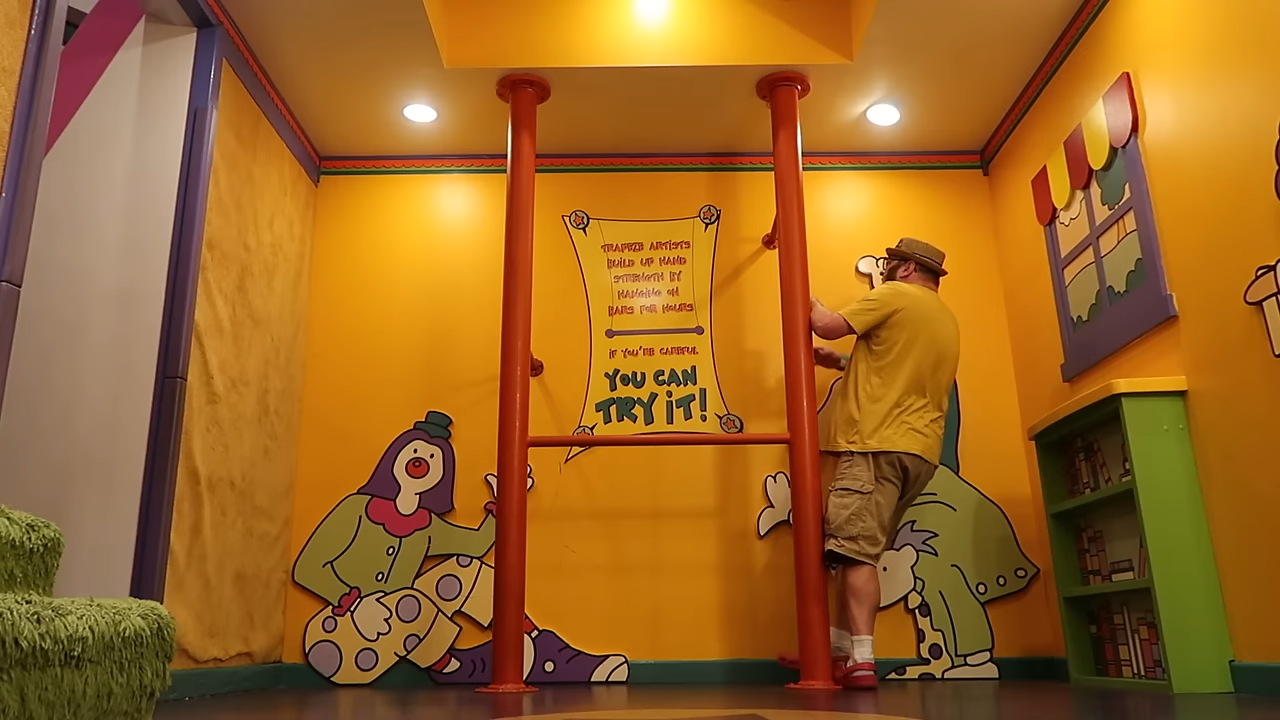 TRAPEZE ARTISTS
BUILD UP HAND
STRENGTH BY
HANGING ON
BARS FOR HOURS
IF YOU'RE CAREFUL
YOU CAN
TRY IT!